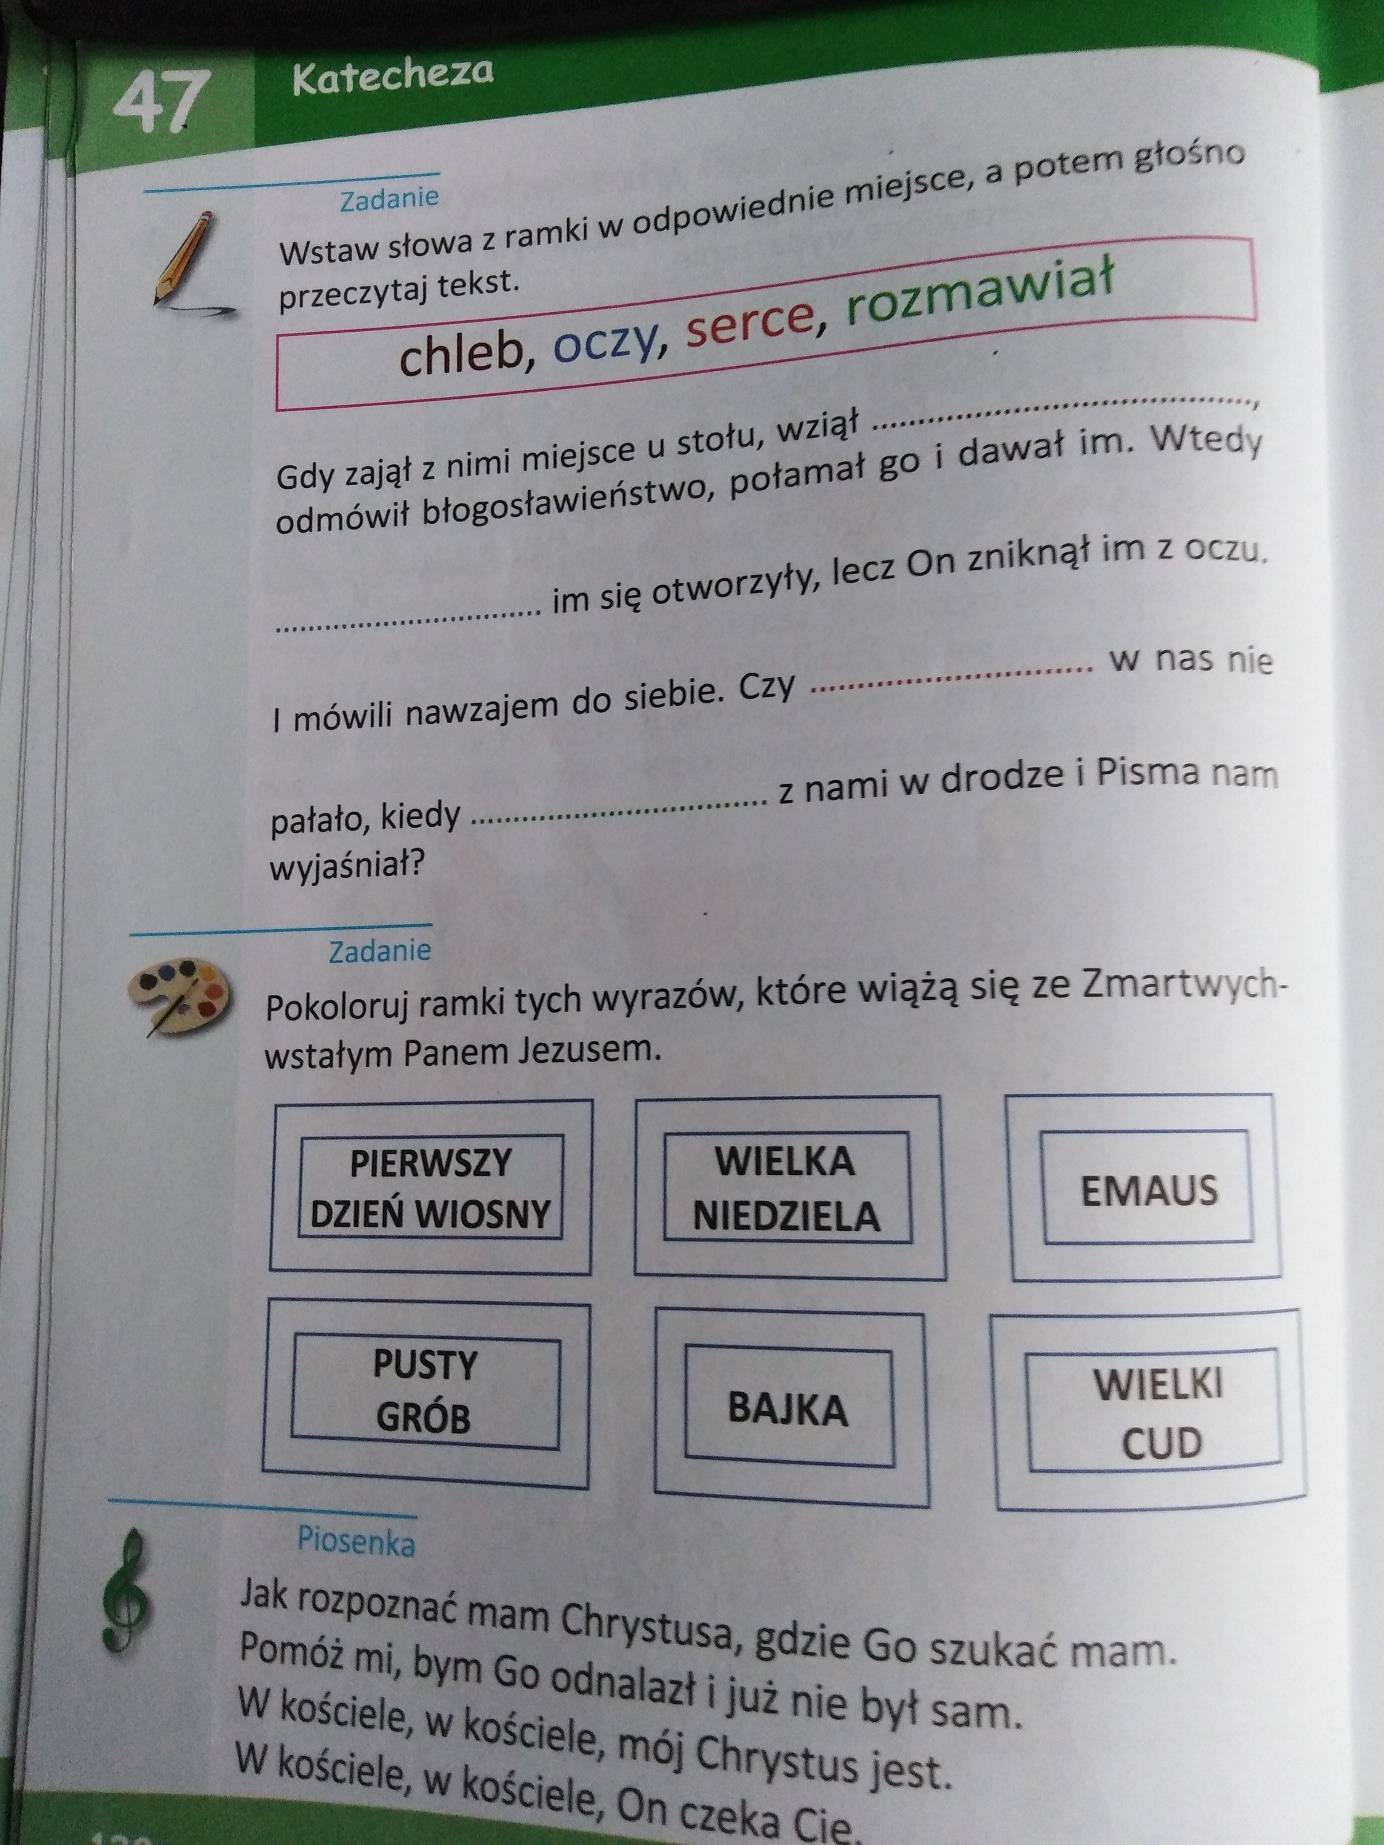 47
Katecheza
Zadanie
Wstaw słowa z ramki w odpowiednie miejsce, a potem głośno
przeczytaj tekst.
chleb, oczy, serce, rozmawiał
Gdy zajął z nimi miejsce u stołu, wziął ..............................,
odmówił błogosławieństwo, połamał go i dawał im. Wtedy
.............................. im się otworzyły, lecz On zniknął im z oczu.
I mówili nawzajem do siebie. Czy .............................. w nas nie
pałało, kiedy .............................. z nami w drodze i Pisma nam
wyjaśniał?
Zadanie
Pokoloruj ramki tych wyrazów, które wiążą się ze Zmartwych-
wstałym Panem Jezusem.
PIERWSZY
DZIEŃ WIOSNY
WIELKA
NIEDZIELA
EMAUS
PUSTY
GRÓB
BAJKA
WIELKI
CUD
Piosenka
Jak rozpoznać mam Chrystusa, gdzie Go szukać mam.
Pomóż mi, bym Go odnalazł i już nie był sam.
W kościele, w kościele, mój Chrystus jest.
W kościele, w kościele, On czeka Cię.